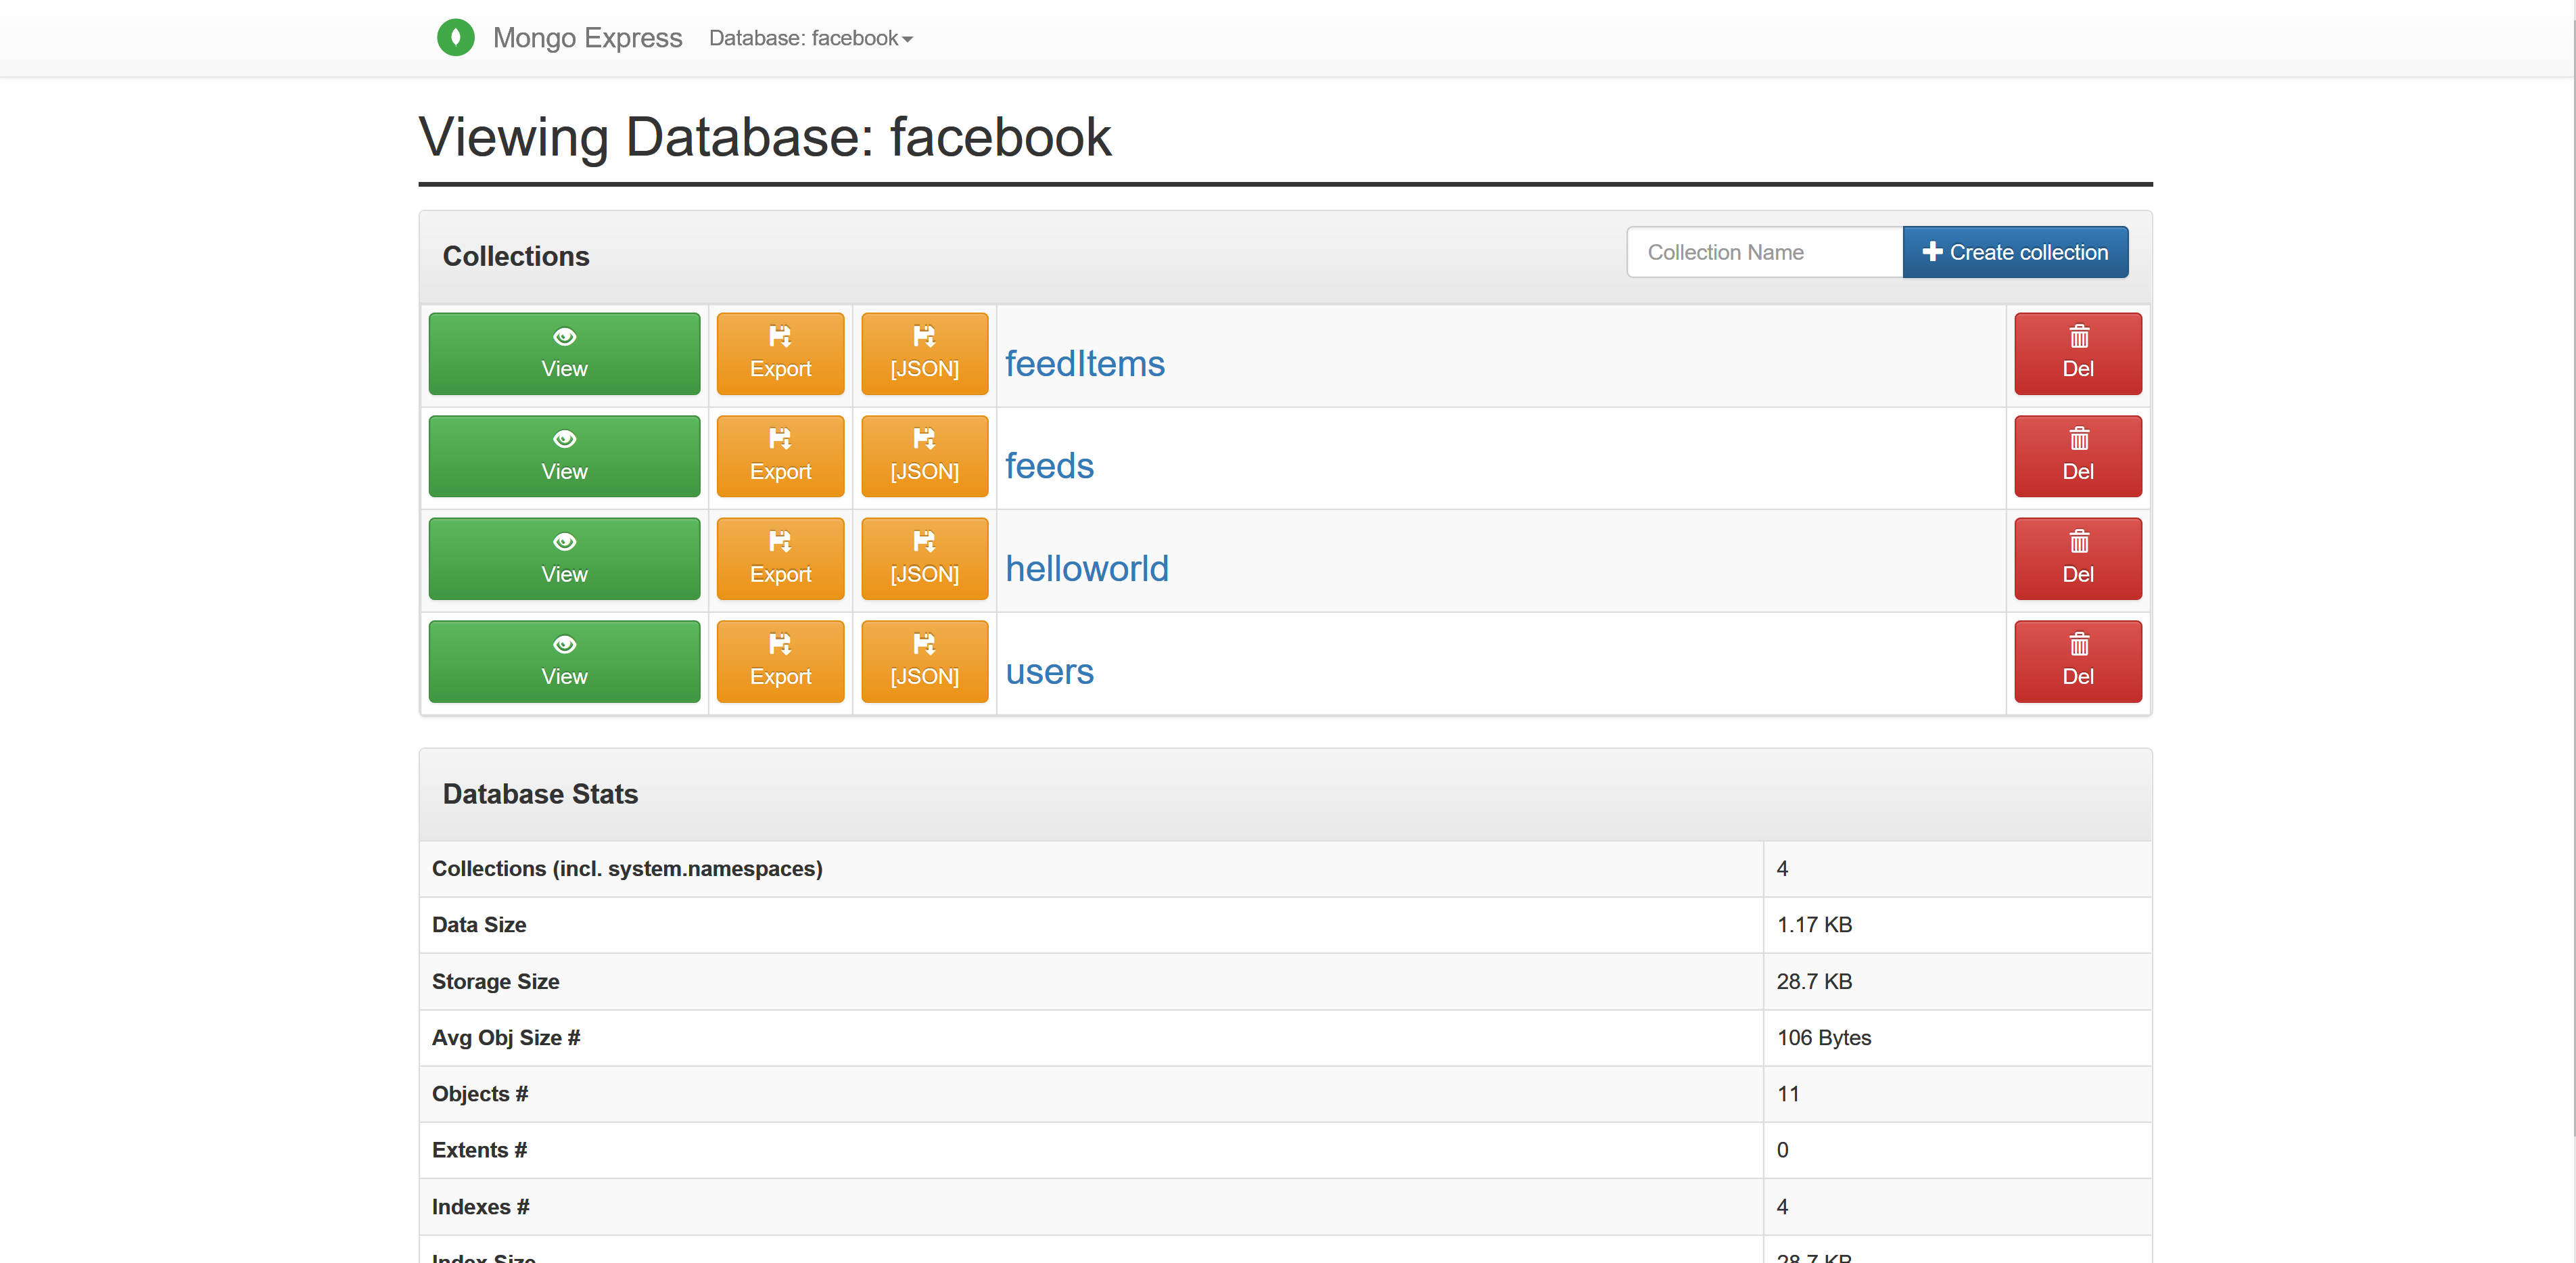 Mongo Express Database: facebook
Viewing Database: facebook
Collections
Collection Name
Create collection
View Export [JSON] feedItems Del
View Export [JSON] feeds Del
View Export [JSON] helloworld Del
View Export [JSON] users Del
Database Stats
Collections (incl. system.namespaces) 4
Data Size 1.17 KB
Storage Size 28.7 KB
Avg Obj Size # 106 Bytes
Objects # 11
Extents # 0
Indexes # 4
Index Size 28.7 KB